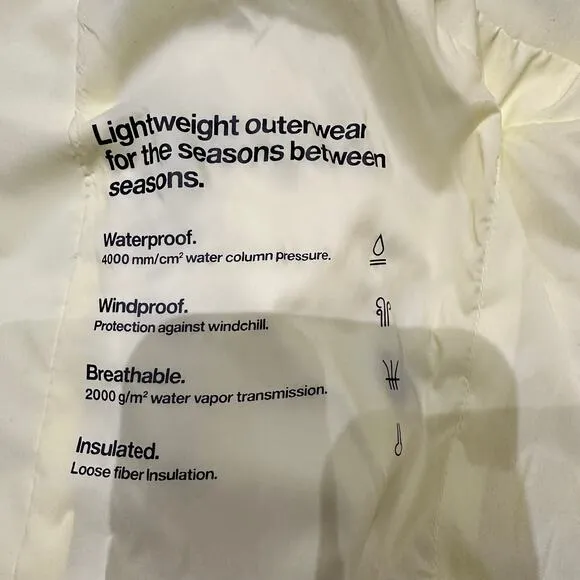 Lightweight outerwear
for the seasons between
seasons.
Waterproof.
4000 mm/cm² water column pressure.
Windproof.
Protection against windchill.
Breathable.
2000 g/m² water vapor transmission.
Insulated.
Loose fiber Insulation.